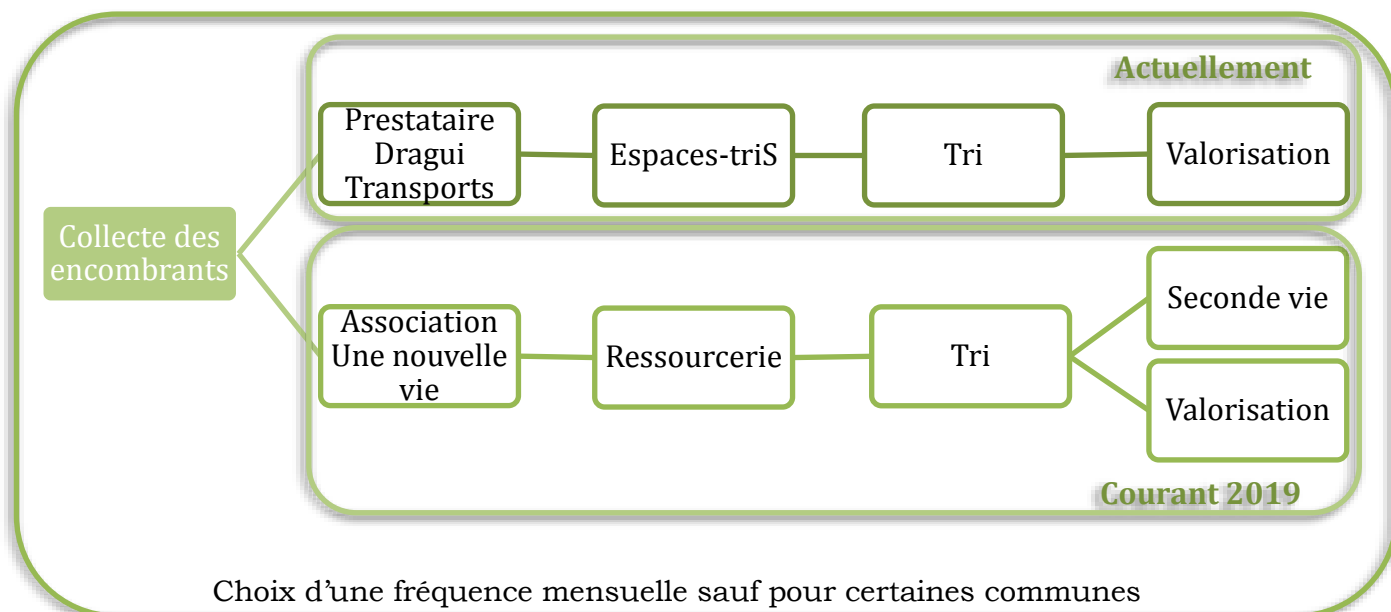 Actuellement
Prestataire
Dragui
Transports
Espaces-triS
Tri
Valorisation
Collecte des
encombrants
Association
Une nouvelle
vie
Ressourcerie
Tri
Seconde vie
Valorisation
Courant 2019
Choix d'une fréquence mensuelle sauf pour certaines communes